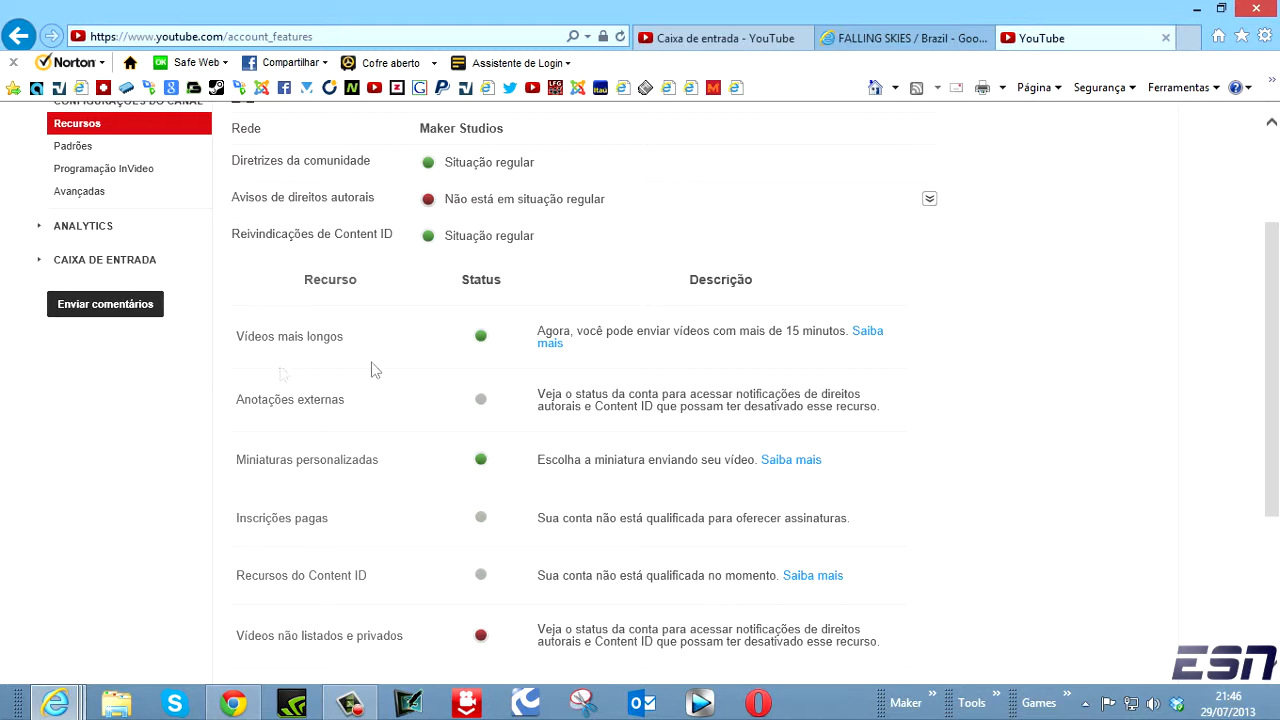 https://www.youtube.com/account_features
Caixa de entrada - YouTube
FALLING SKIES / Brazil - Goo...
YouTube
x
Norton
Safe Web
Compartilhar
Cofre aberto
Assistente de Login
Página
Segurança
Ferramentas
CONFIGURAÇÕES DO CANAL
Recursos
Padrões
Programação InVideo
Avançadas
ANALYTICS
CAIXA DE ENTRADA
Enviar comentários
Rede
Maker Studios
Diretrizes da comunidade
Situação regular
Avisos de direitos autorais
Não está em situação regular
Reivindicações de Content ID
Situação regular
Recurso
Status
Descrição
Vídeos mais longos
Agora, você pode enviar vídeos com mais de 15 minutos. Saiba
mais
Anotações externas
Veja o status da conta para acessar notificações de direitos
autorais e Content ID que possam ter desativado esse recurso.
Miniaturas personalizadas
Escolha a miniatura enviando seu vídeo. Saiba mais
Inscrições pagas
Sua conta não está qualificada para oferecer assinaturas.
Recursos do Content ID
Sua conta não está qualificada no momento. Saiba mais
Vídeos não listados e privados
Veja o status da conta para acessar notificações de direitos
autorais e Content ID que possam ter desativado esse recurso.
ESN
Maker
Tools
Games
21:46
29/07/2013